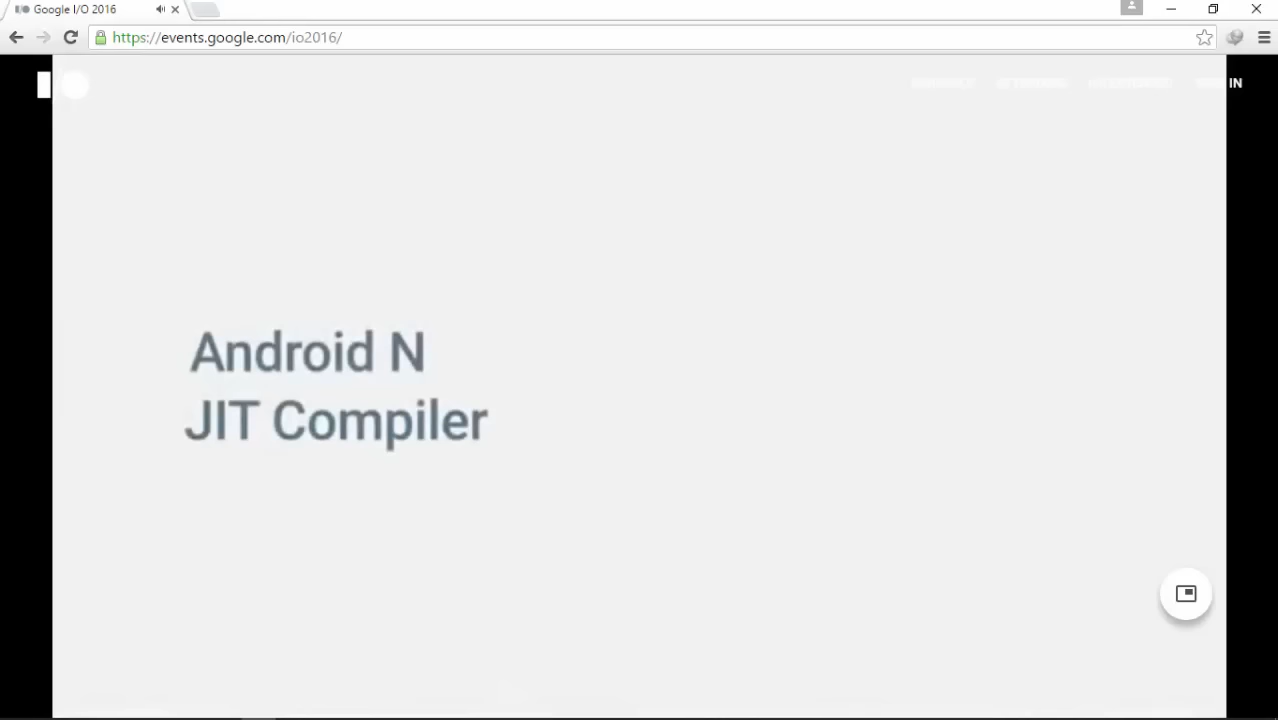 Google I/O 2016
https://events.google.com/io2016/
IN
Android N
JIT Compiler